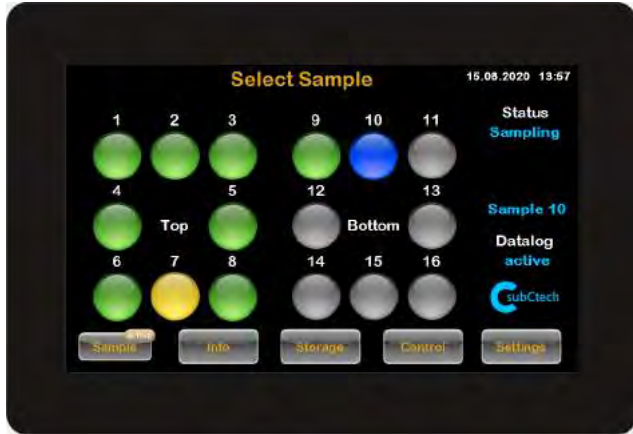 Select Sample
15.08.2020 13:57
1 2 3 9 10 11
Status
Sampling
4 5 12 13
Top
Bottom
Sample 10
6 7 8 14 15 16
Datalog
active
subCtech
Sample
Info
Storage
Control
Settings